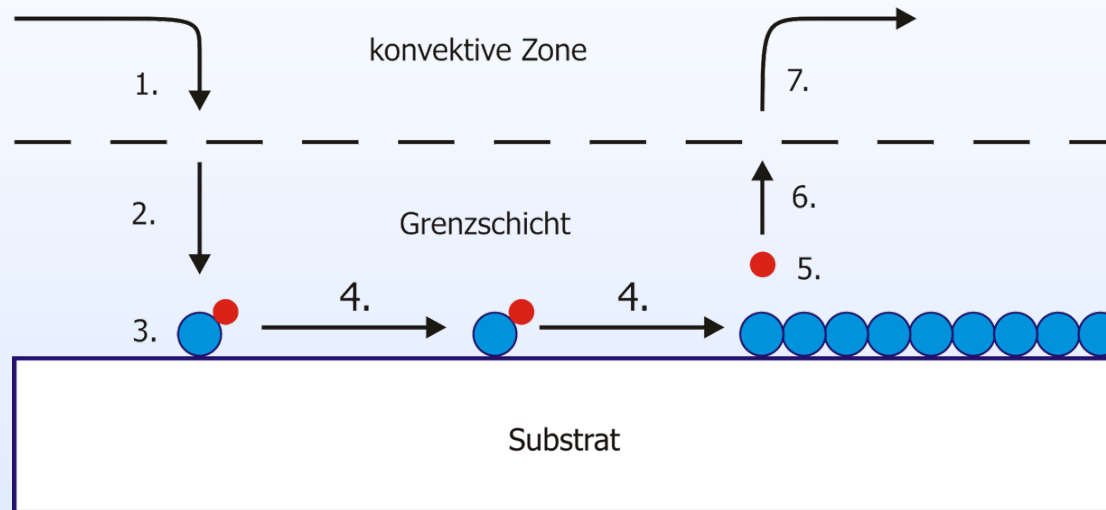 konvektive Zone
1.
7.
2.
Grenzschicht
6.
5.
3.
4.
4.
Substrat